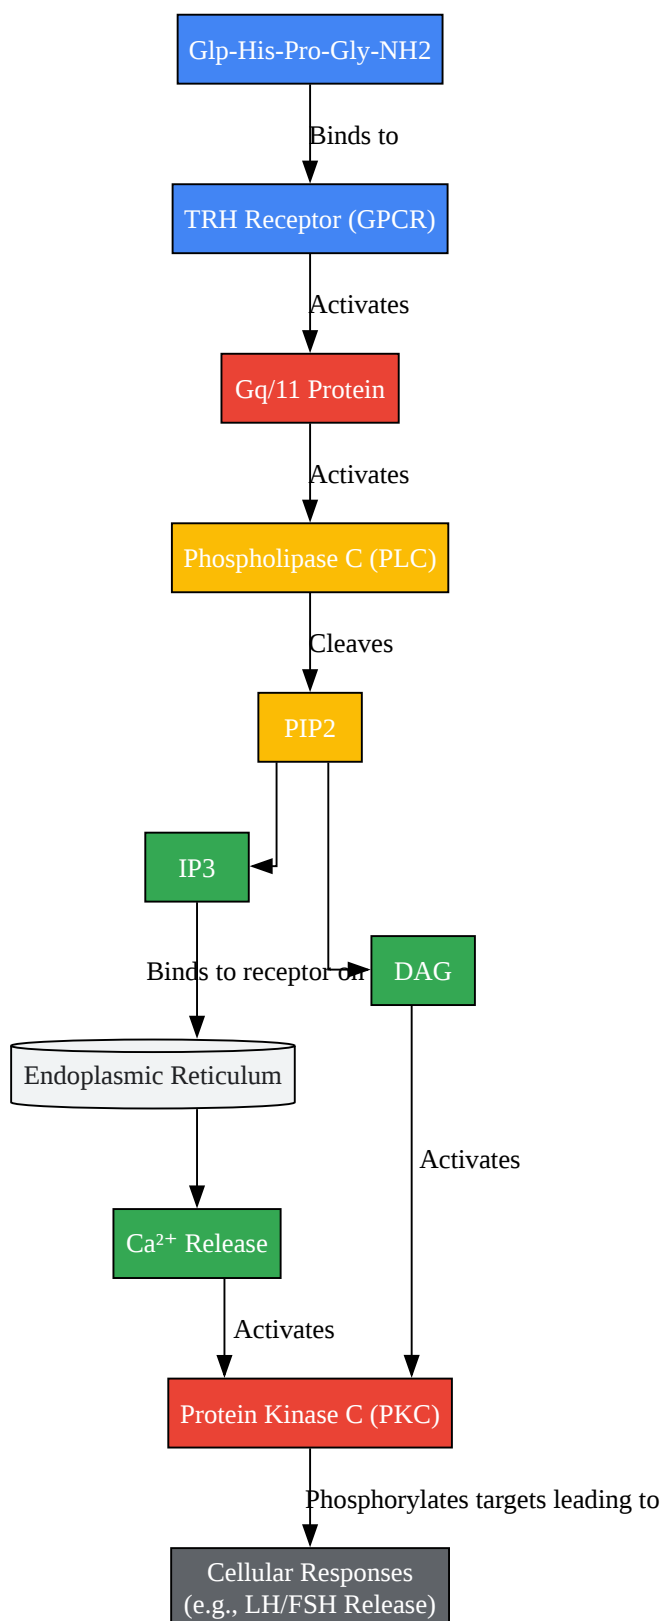 Glp-His-Pro-Gly-NH2
Binds to
TRH Receptor (GPCR)
Activates
Gq/11 Protein
Activates
Phospholipase C (PLC)
Cleaves
PIP2
IP3
Binds to receptor on
DAG
Endoplasmic Reticulum
Activates
Ca²⁺ Release
Activates
Protein Kinase C (PKC)
Phosphorylates targets leading to
Cellular Responses
(e.g., LH/FSH Release)